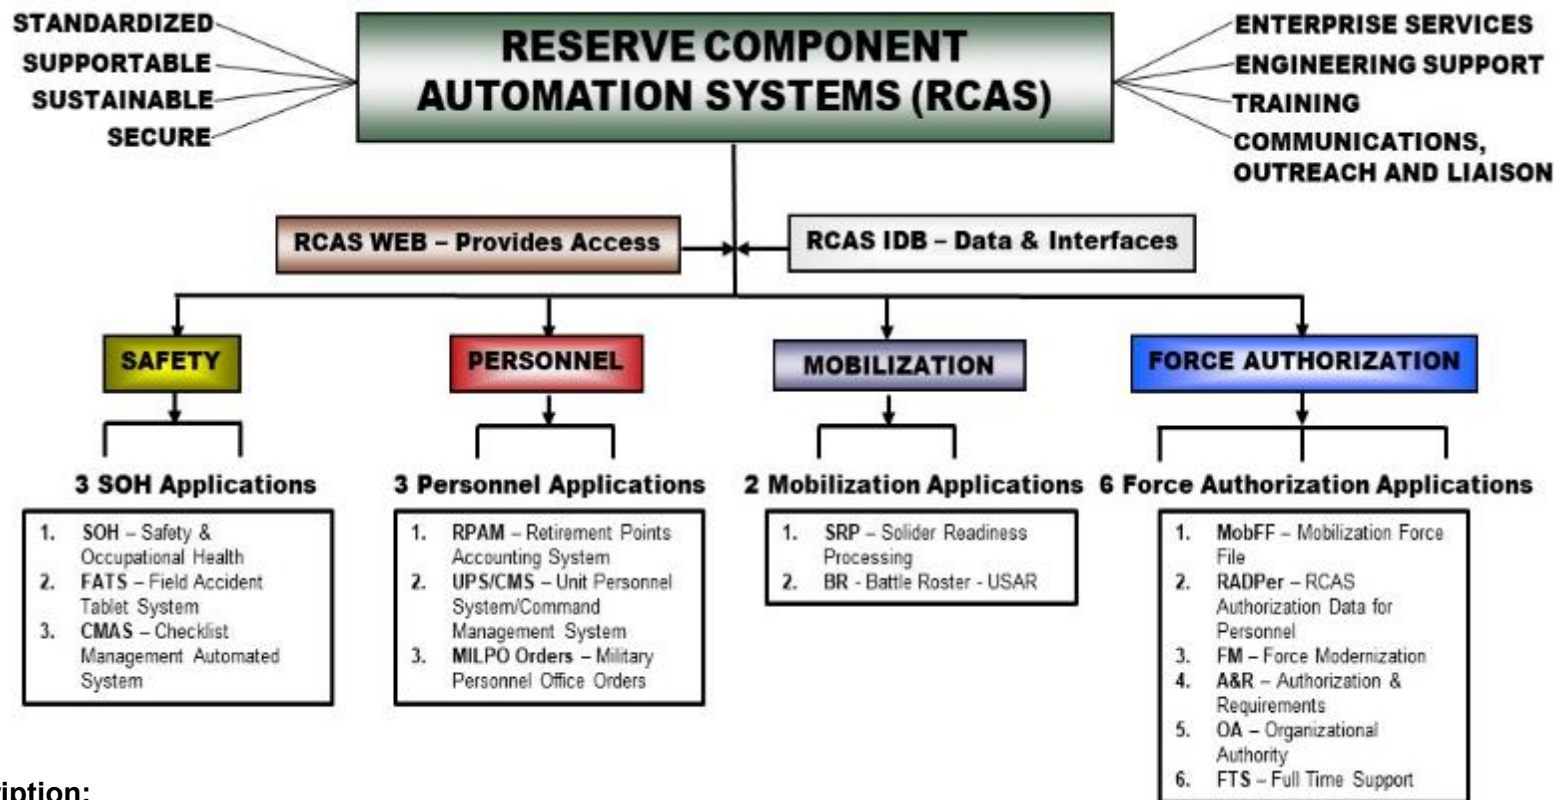 STANDARDIZED
SUPPORTABLE
SUSTAINABLE
SECURE
RESERVE COMPONENT
AUTOMATION SYSTEMS (RCAS)
ENTERPRISE SERVICES
ENGINEERING SUPPORT
TRAINING
COMMUNICATIONS,
OUTREACH AND LIAISON
RCAS WEB – Provides Access
RCAS IDB – Data & Interfaces
SAFETY
PERSONNEL
MOBILIZATION
FORCE AUTHORIZATION
3 SOH Applications
1. SOH – Safety &
Occupational Health
2. FATS – Field Accident
Tablet System
3. CMAS – Checklist
Management Automated
System
3 Personnel Applications
1. RPAM – Retirement Points
Accounting System
2. UPS/CMS – Unit Personnel
System/Command
Management System
3. MILPO Orders – Military
Personnel Office Orders
2 Mobilization Applications
1. SRP – Solider Readiness
Processing
2. BR - Battle Roster - USAR
6 Force Authorization Applications
1. MobFF – Mobilization Force
File
2. RADPer – RCAS
Authorization Data for
Personnel
3. FM – Force Modernization
4. A&R – Authorization &
Requirements
5. OA – Organizational
Authority
6. FTS – Full Time Support
ription: